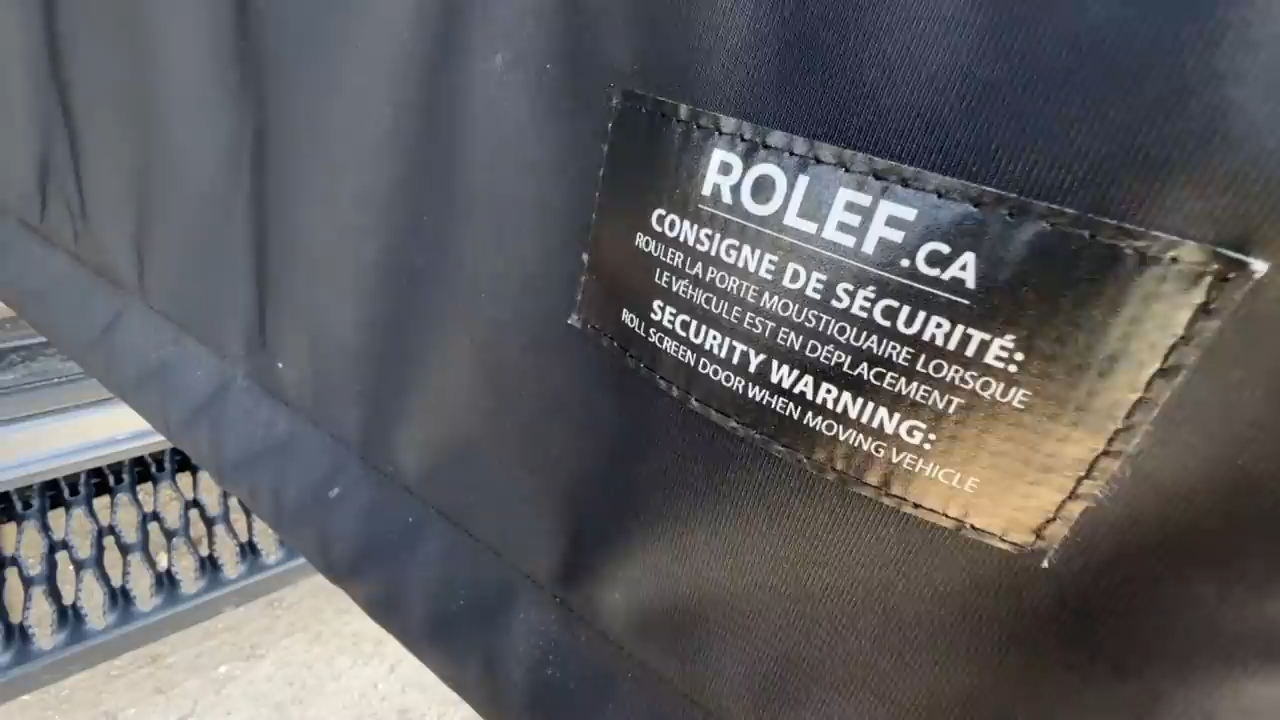 ROLEF.CA
CONSIGNE DE SÉCURITÉ:
ROULER LA PORTE MOUSTIQUAIRE LORSQUE
LE VÉHICULE EST EN DÉPLACEMENT
SECURITY WARNING:
ROLL SCREEN DOOR WHEN MOVING VEHICLE